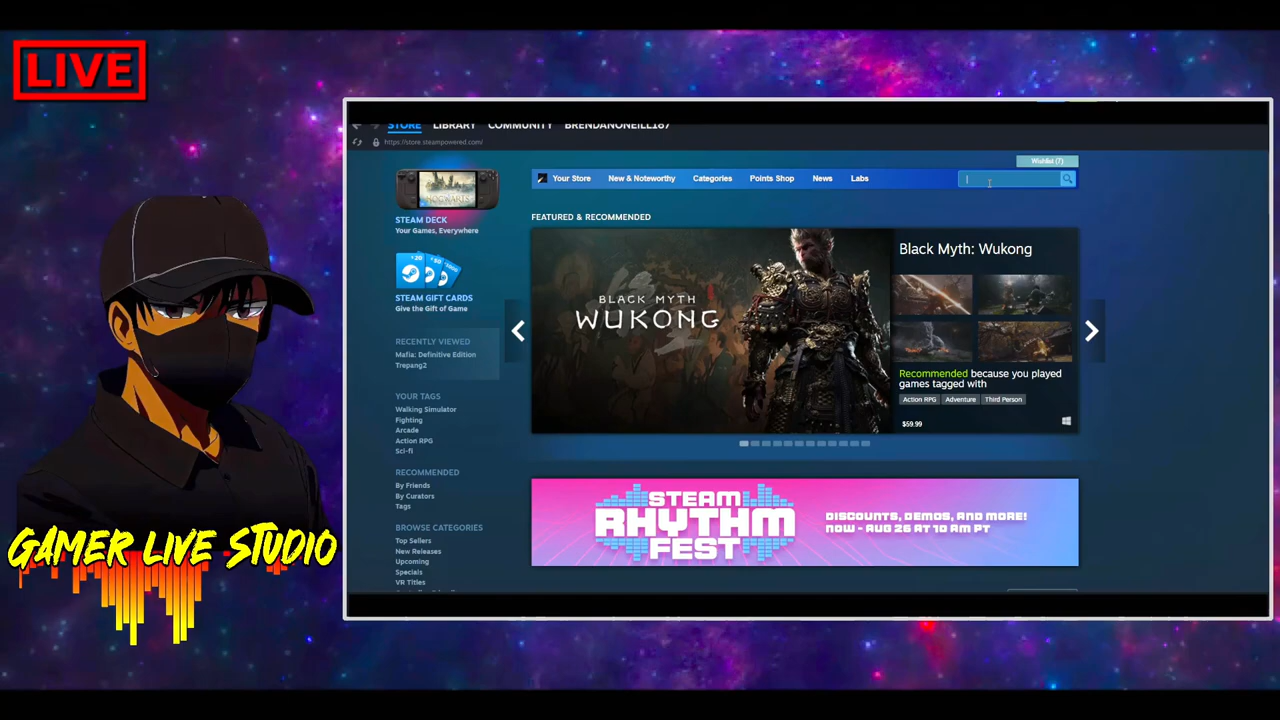 LIVE
STORE LIBRARY COMMUNITY BRENDANONEILL187
https://store.steampowered.com/
Wishlist (7)
Your Store New & Noteworthy Categories Points Shop News Labs
STEAM DECK
Your Games, Everywhere
STEAM GIFT CARDS
Give the Gift of Game
RECENTLY VIEWED
Mafia: Definitive Edition
Trepang2
YOUR TAGS
Walking Simulator
Fighting
Arcade
Action RPG
Sci-fi
RECOMMENDED
By Friends
By Curators
Tags
BROWSE CATEGORIES
Top Sellers
New Releases
Upcoming
Specials
VR Titles
FEATURED & RECOMMENDED
BLACK MYTH
WUKONG
Black Myth: Wukong
Recommended because you played
games tagged with
Action RPG Adventure Third Person
$59.99
STEAM
RHYTHM
FEST
DISCOUNTS, DEMOS, AND MORE!
NOW - AUG 26 AT 10 AM PT
GAMER LIVE STUDIO